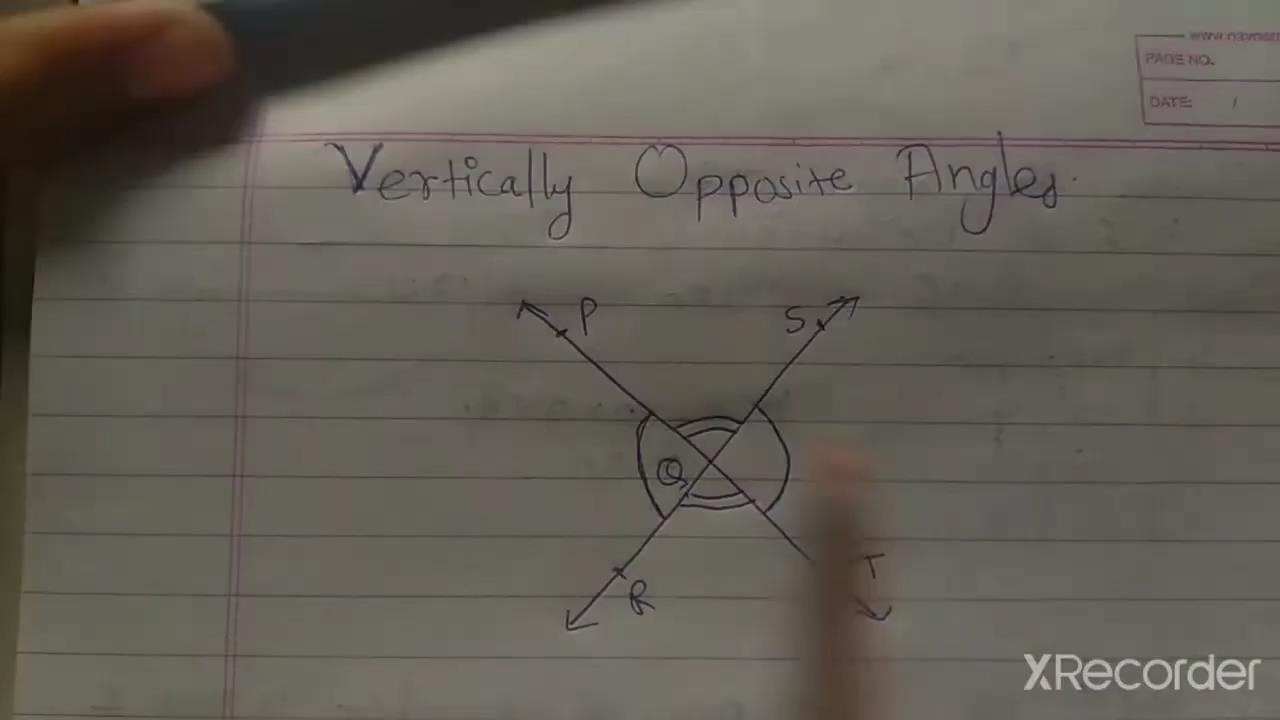 PAGE NO.
DATE: /
Vertically Opposite Angles.
P
S
Q
R
T
XRecorder